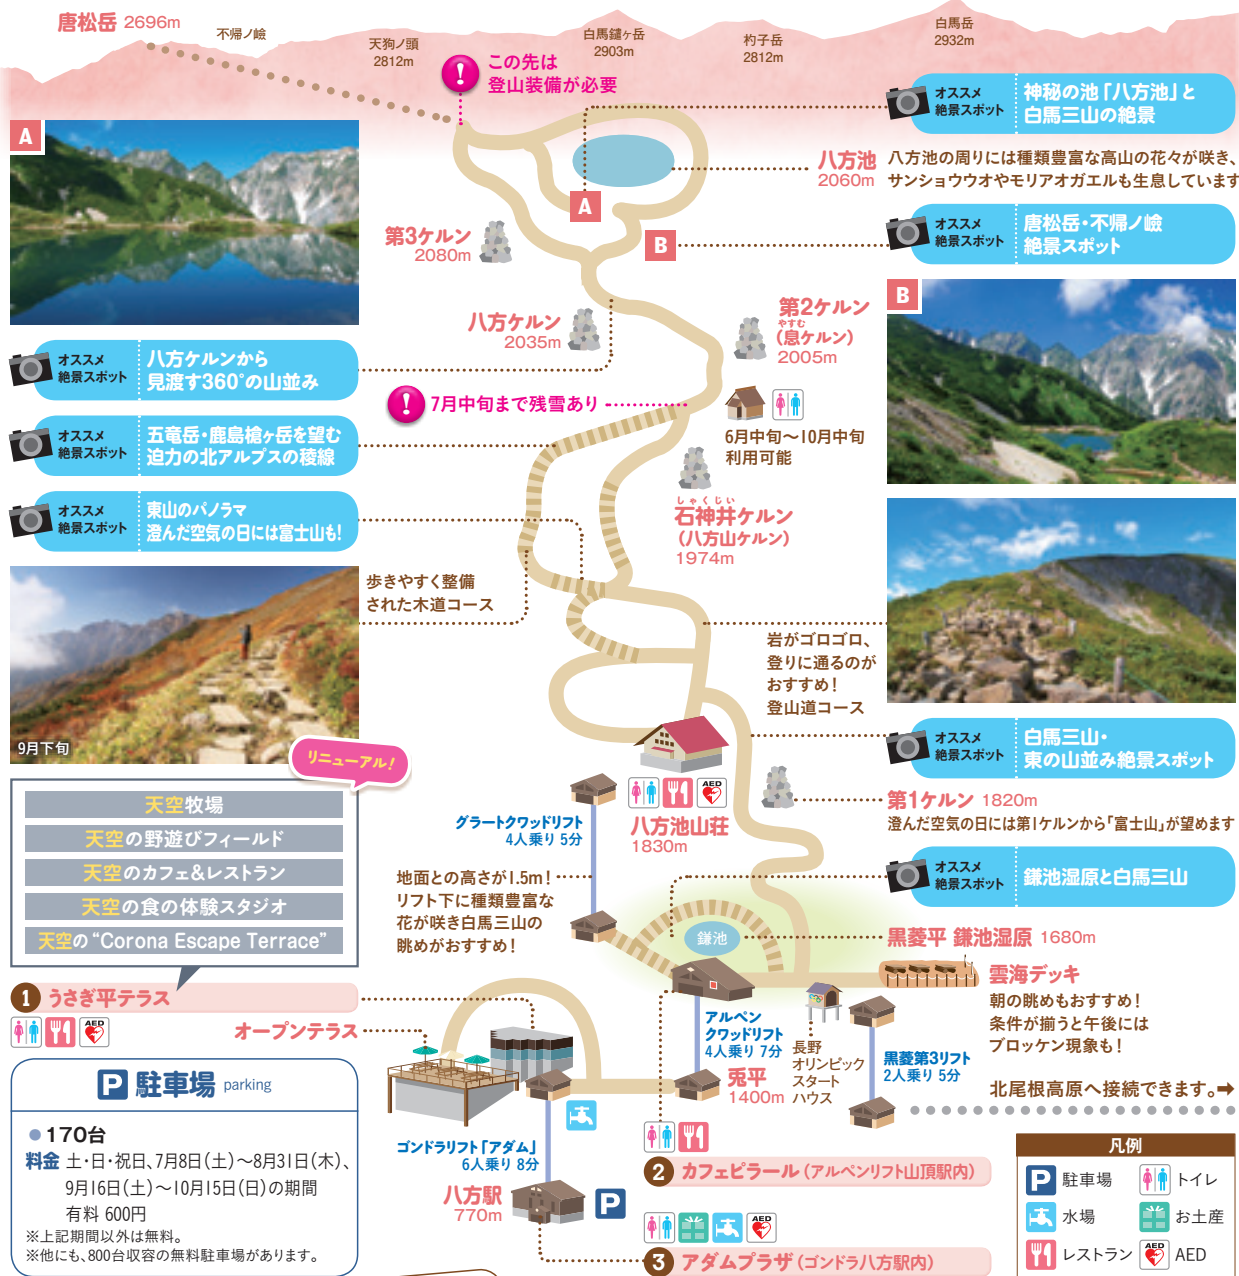 唐松岳 2696m
不帰ノ嶮
天狗ノ頭
2812m
白馬鑓ヶ岳
2903m
杓子岳
2812m
白馬岳
2932m
!
この先は
登山装備が必要
オススメ
絶景スポット
神秘の池「八方池」と
白馬三山の絶景
A
八方池
2060m
八方池の周りには種類豊富な高山の花々が咲き、
サンショウウオやモリアオガエルも生息しています
A
B
オススメ
絶景スポット
唐松岳・不帰ノ嶮
絶景スポット
第3ケルン
2080m
B
八方ケルン
2035m
第2ケルン
やすむ
(息ケルン)
2005m
オススメ
絶景スポット
八方ケルンから
見渡す360°の山並み
!
7月中旬まで残雪あり
6月中旬〜10月中旬
利用可能
オススメ
絶景スポット
五竜岳・鹿島槍ヶ岳を望む
迫力の北アルプスの稜線
オススメ
絶景スポット
東山のパノラマ
澄んだ空気の日には富士山も!
しゃくじい
石神井ケルン
(八方山ケルン)
1974m
歩きやすく整備
された木道コース
岩がゴロゴロ、
登りに通るのが
おすすめ!
登山道コース
9月下旬
オススメ
絶景スポット
白馬三山・
東の山並み絶景スポット
リニューアル!
天空牧場
天空の野遊びフィールド
天空のカフェ&レストラン
天空の食の体験スタジオ
天空の“Corona Escape Terrace”
AED
八方池山荘
1830m
グラートクワッドリフト
4人乗り 5分
第1ケルン 1820m
澄んだ空気の日には第1ケルンから「富士山」が望めます
オススメ
絶景スポット
鎌池湿原と白馬三山
地面との高さが1.5m!
リフト下に種類豊富な
花が咲き白馬三山の
眺めがおすすめ!
鎌池
黒菱平 鎌池湿原 1680m
雲海デッキ
朝の眺めもおすすめ!
条件が揃うと午後には
ブロッケン現象も!
1 うさぎ平テラス
AED
オープンテラス
アルペン
クワッドリフト
4人乗り 7分
長野
オリンピック
スタート
ハウス
黒菱第3リフト
2人乗り 5分
兎平
1400m
北尾根高原へ接続できます。➡
P 駐車場 parking
●170台
料金 土・日・祝日、7月8日(土)〜8月31日(木)、
9月16日(土)〜10月15日(日)の期間
有料 600円
※上記期間以外は無料。
※他にも、800台収容の無料駐車場があります。
ゴンドラリフト「アダム」
6人乗り 8分
八方駅
770m
P
2 カフェピラール(アルペンリフト山頂駅内)
AED
3 アダムプラザ(ゴンドラ八方駅内)
凡例
P 駐車場
トイレ
水場
お土産
レストラン
AED AED